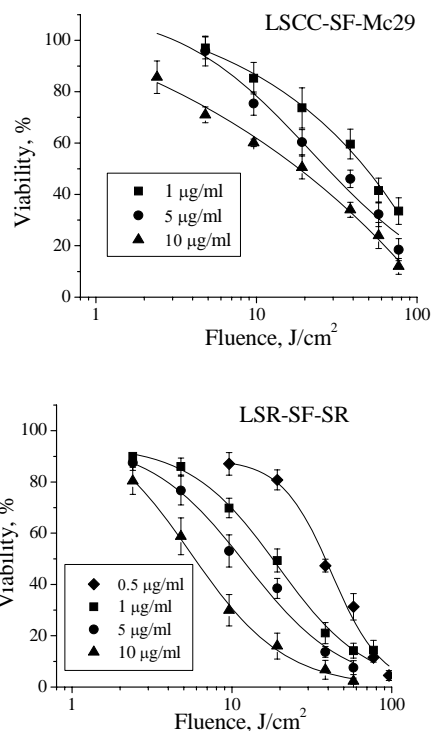 LSCC-SF-Mc29
100
80
60
40
20
0
Viability, %
1 µg/ml
5 µg/ml
10 µg/ml
1
10
100
Fluence, J/cm2
LSR-SF-SR
100
80
60
40
20
0
Viability, %
0.5 µg/ml
1 µg/ml
5 µg/ml
10 µg/ml
1
10
100
Fluence, J/cm2